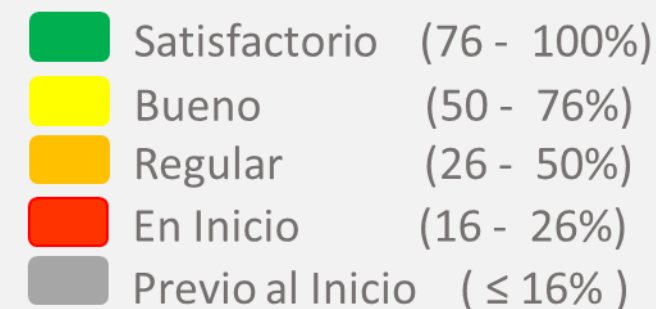 Satisfactorio (76 - 100%)
Bueno (50 - 76%)
Regular (26 - 50%)
En Inicio (16 - 26%)
Previo al Inicio ( ≤ 16% )